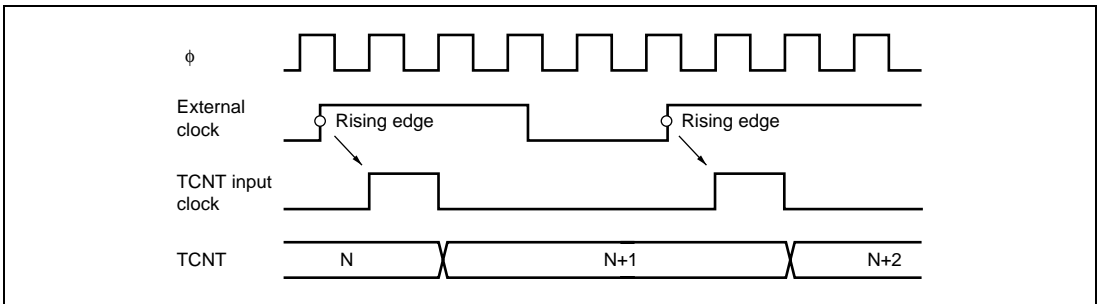 ϕ
External
clock
Rising edge
Rising edge
TCNT input
clock
TCNT
N
N+1
N+2